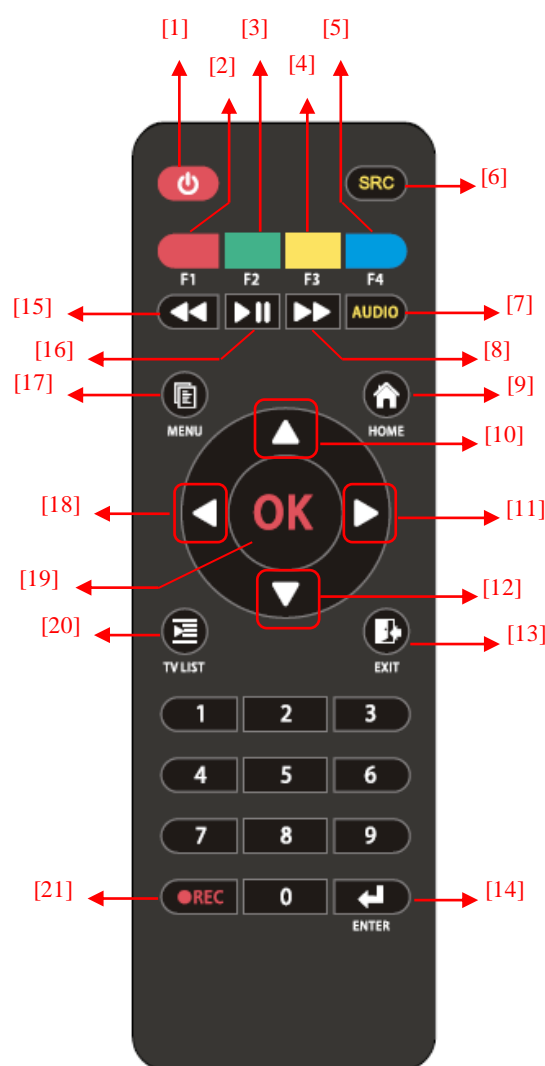 [1] [3] [5]
[2] [4]
SRC [6]
F1 F2 F3 F4
[15] AUDIO [7]
[16] [8]
[17] MENU HOME [9]
[10]
[18] OK [11]
[19] [12]
[20] TV LIST EXIT [13]
1 2 3
4 5 6
7 8 9
[21] REC 0 [14]
ENTER